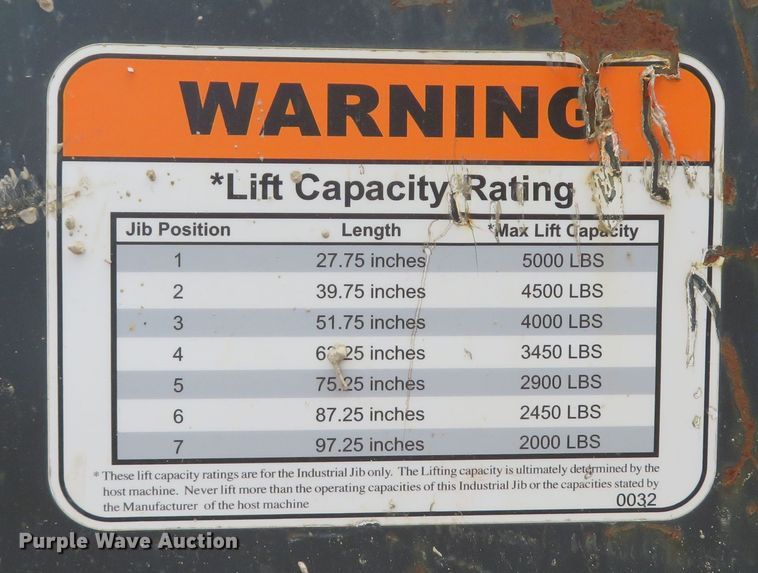 WARNING
*Lift Capacity Rating
Jib Position Length *Max Lift Capacity
1 27.75 inches 5000 LBS
2 39.75 inches 4500 LBS
3 51.75 inches 4000 LBS
4 inches 3450 LBS
5 75.25 inches 2900 LBS
6 87.25 inches 2450 LBS
7 97.25 inches 2000 LBS
* These lift capacity ratings are for the Industrial Jib only. The Lifting capacity is ultimately determined by the
host machine. Never lift more than the operating capacities of this Industrial Jib or the capacities stated by
the Manufacturer of the host machine 0032
Purple Wave Auction